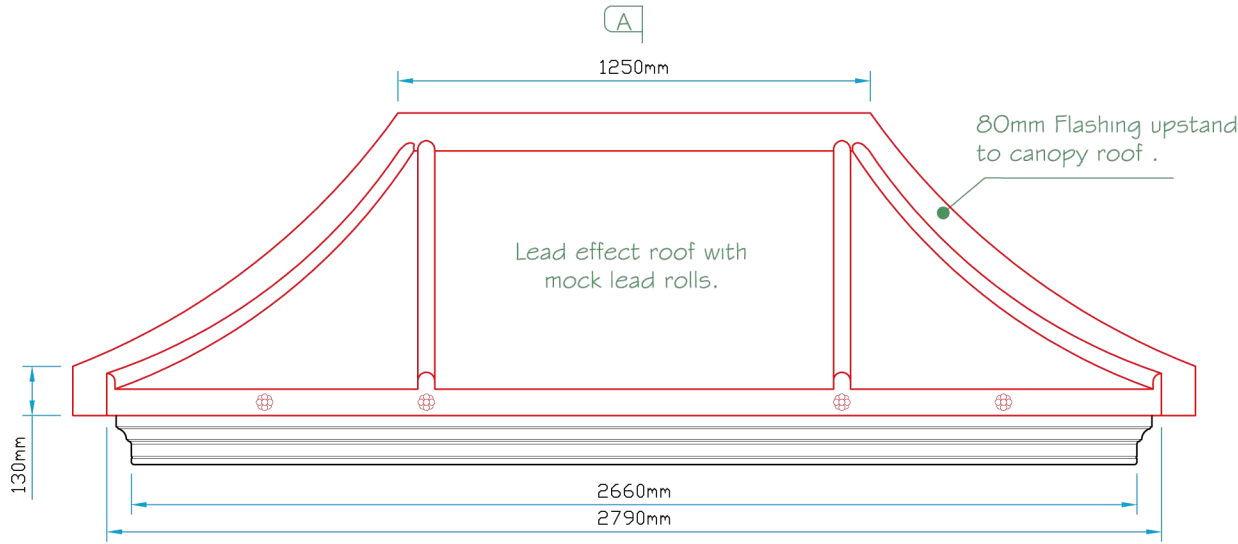 A
1250mm
80mm Flashing upstand
to canopy roof .
Lead effect roof with
mock lead rolls.
130mm
2660mm
2790mm